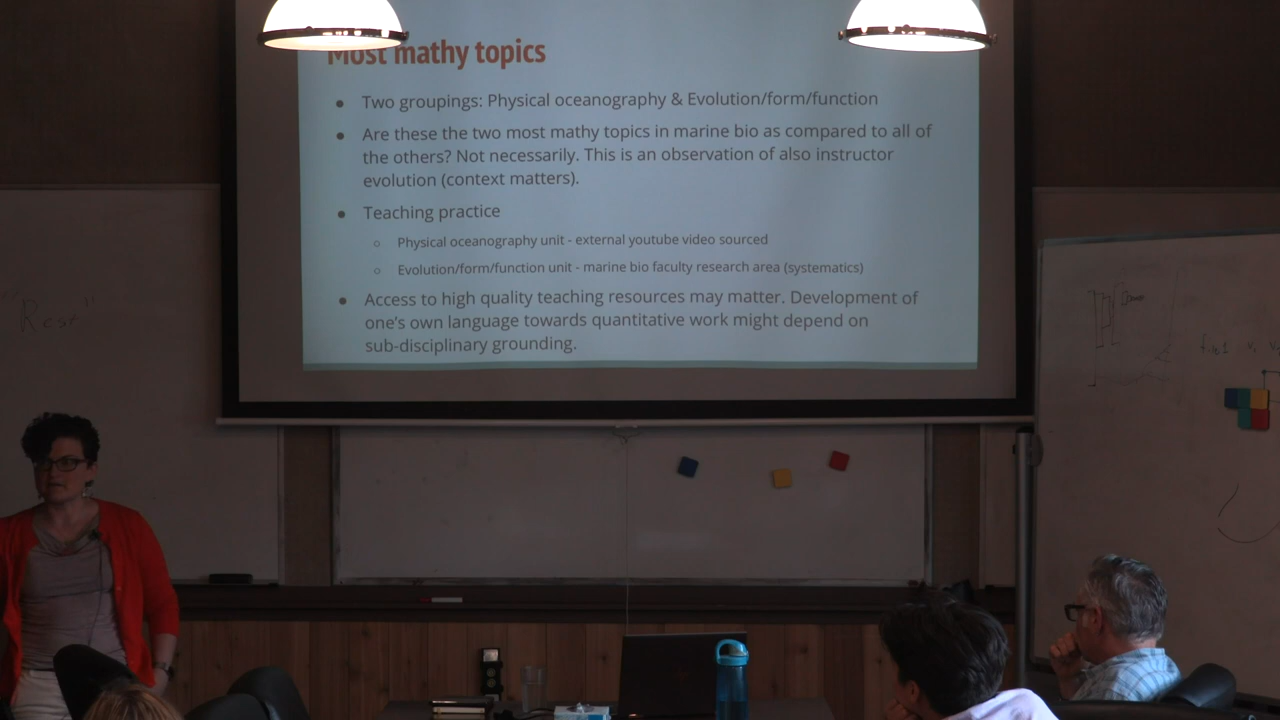 Most mathy topics
● Two groupings: Physical oceanography & Evolution/form/function
● Are these the two most mathy topics in marine bio as compared to all of
the others? Not necessarily. This is an observation of also instructor
evolution (context matters).
● Teaching practice
○ Physical oceanography unit - external youtube video sourced
○ Evolution/form/function unit - marine bio faculty research area (systematics)
● Access to high quality teaching resources may matter. Development of
one's own language towards quantitative work might depend on
sub-disciplinary grounding.
"Rest"